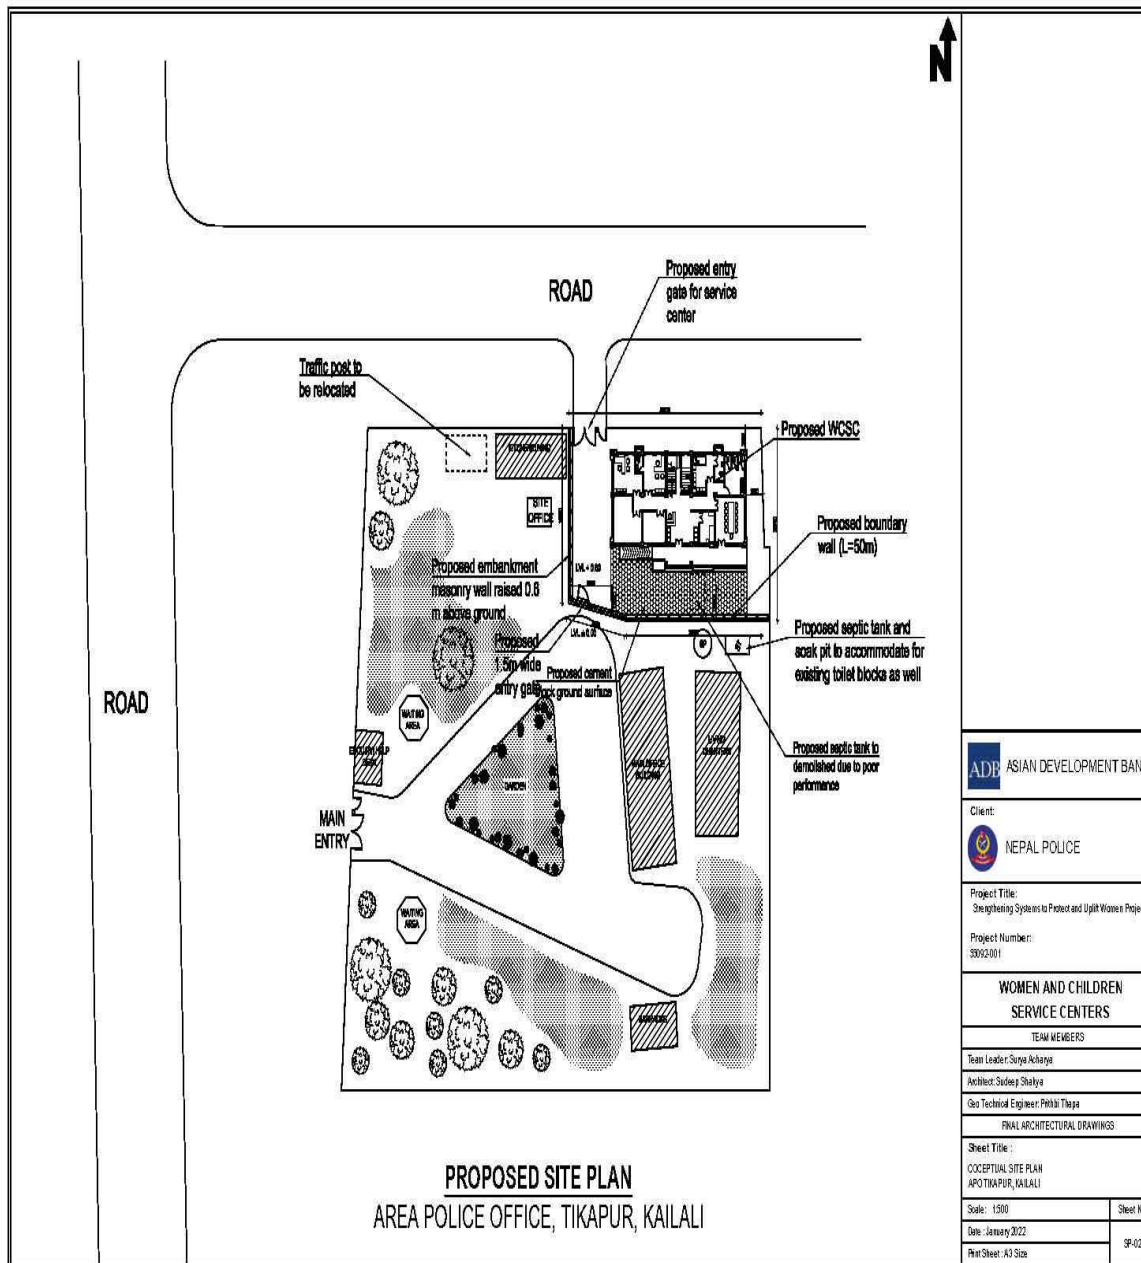 N
ROAD
Proposed entry
gate for service
center
Traffic post to
be relocated
Proposed WCSC
SITE
OFFICE
Proposed boundary
wall (L=50m)
Proposed embankment
masonry wall raised 0.6
m above ground
Proposed
1.5m wide
entry gate
Proposed cement
block ground surface
SP
Proposed septic tank and
soak pit to accommodate for
existing toilet blocks as well
Proposed septic tank to
demolished due to poor
performance
ROAD
WAITING
AREA
GARDEN
MAIN OFFICE
BUILDING
MAIN
ENTRY
WAITING
AREA
PROPOSED SITE PLAN
AREA POLICE OFFICE, TIKAPUR, KAILALI
ADB ASIAN DEVELOPMENT BAN
Client:
NEPAL POLICE
Project Title:
Strengthening Systems to Protect and Uplift Women Proje
Project Number:
WOMEN AND CHILDREN
SERVICE CENTERS
TEAM MEMBERS
Team Leader: Surya Acharya
Architect: Sudeep Shakya
Geo Technical Engineer: Prithbi Thapa
FINAL ARCHITECTURAL DRAWINGS
Sheet Title :
COCEPTUAL SITE PLAN
APO TIKAPUR, KAILALI
Scale: 1:500
Sheet N
Date : January 2022
SP-02
Print Sheet : A3 Size